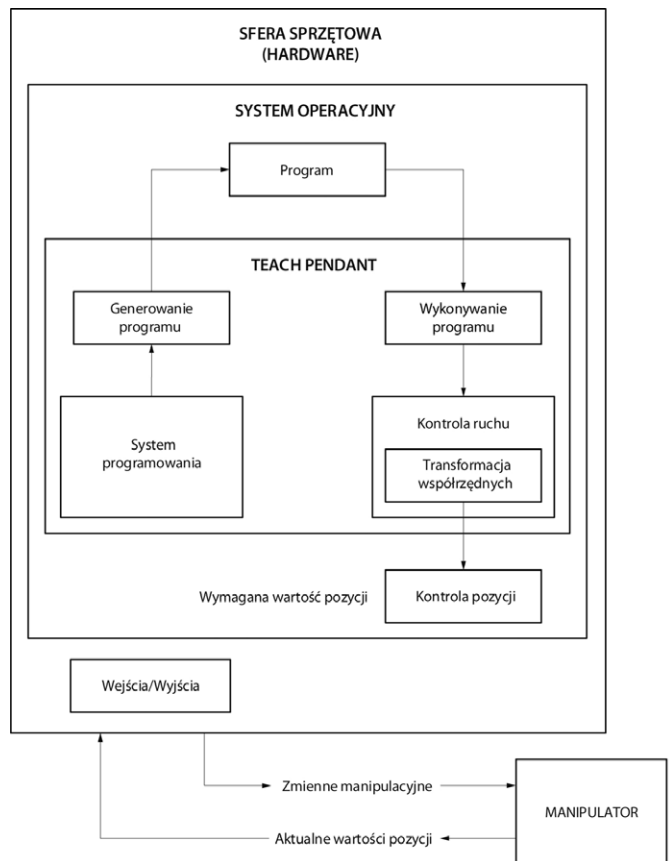 SFERA SPRZĘTOWA
(HARDWARE)
SYSTEM OPERACYJNY
Program
TEACH PENDANT
Generowanie
programu
Wykonywanie
programu
System
programowania
Kontrola ruchu
Transformacja
współrzędnych
Wymagana wartość pozycji
Kontrola pozycji
Wejścia/Wyjścia
Zmienne manipulacyjne
MANIPULATOR
Aktualne wartości pozycji